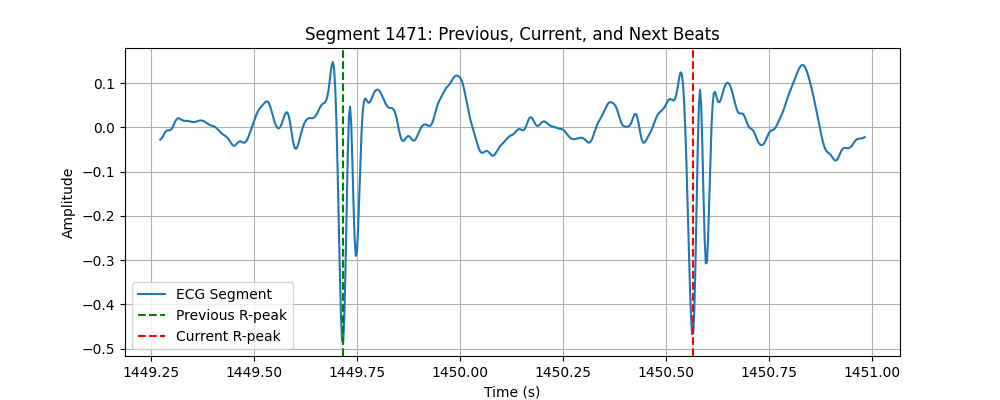 Segment 1471: Previous, Current, and Next Beats
Amplitude
0.1
0.0
−0.1
−0.2
−0.3
−0.4
−0.5
ECG Segment
Previous R-peak
Current R-peak
1449.25 1449.50 1449.75 1450.00 1450.25 1450.50 1450.75 1451.00
Time (s)